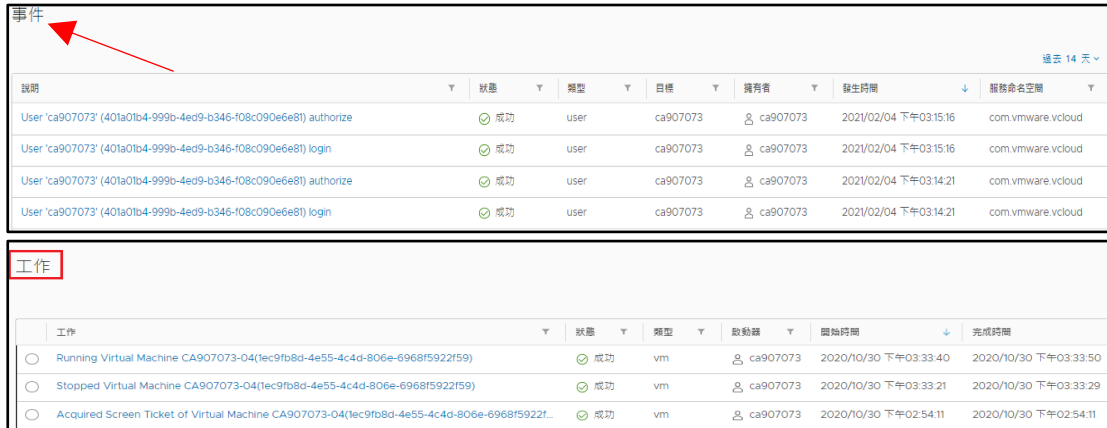 事件
過去 14 天
說明 狀態 類型 目標 擁有者 發生時間 服務命名空間
User 'ca907073' (401a01b4-999b-4ed9-b346-f08c090e6e81) authorize 成功 user ca907073 ca907073 2021/02/04 下午03:15:16 com.vmware.vcloud
User 'ca907073' (401a01b4-999b-4ed9-b346-f08c090e6e81) login 成功 user ca907073 ca907073 2021/02/04 下午03:15:16 com.vmware.vcloud
User 'ca907073' (401a01b4-999b-4ed9-b346-f08c090e6e81) authorize 成功 user ca907073 ca907073 2021/02/04 下午03:14:21 com.vmware.vcloud
User 'ca907073' (401a01b4-999b-4ed9-b346-f08c090e6e81) login 成功 user ca907073 ca907073 2021/02/04 下午03:14:21 com.vmware.vcloud
工作
工作 狀態 類型 啟動器 開始時間 完成時間
Running Virtual Machine CA907073-04(1ec9fb8d-4e55-4c4d-806e-6968f5922f59) 成功 vm ca907073 2020/10/30 下午03:33:40 2020/10/30 下午03:33:50
Stopped Virtual Machine CA907073-04(1ec9fb8d-4e55-4c4d-806e-6968f5922f59) 成功 vm ca907073 2020/10/30 下午03:33:21 2020/10/30 下午03:33:29
Acquired Screen Ticket of Virtual Machine CA907073-04(1ec9fb8d-4e55-4c4d-806e-6968f5922f... 成功 vm ca907073 2020/10/30 下午02:54:11 2020/10/30 下午02:54:11